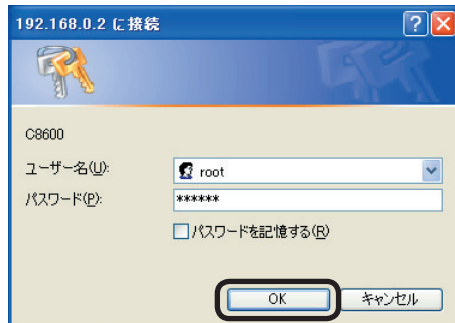 192.168.0.2 に接続
C8600
ユーザー名(U):
root
パスワード(P):
******
パスワードを記憶する(R)
OK
キャンセル